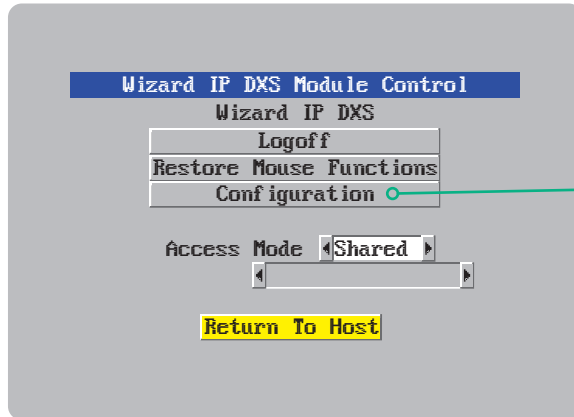 Wizard IP DXS Module Control
Wizard IP DXS
Logoff
Restore Mouse Functions
Configuration
Access Mode Shared
Return To Host